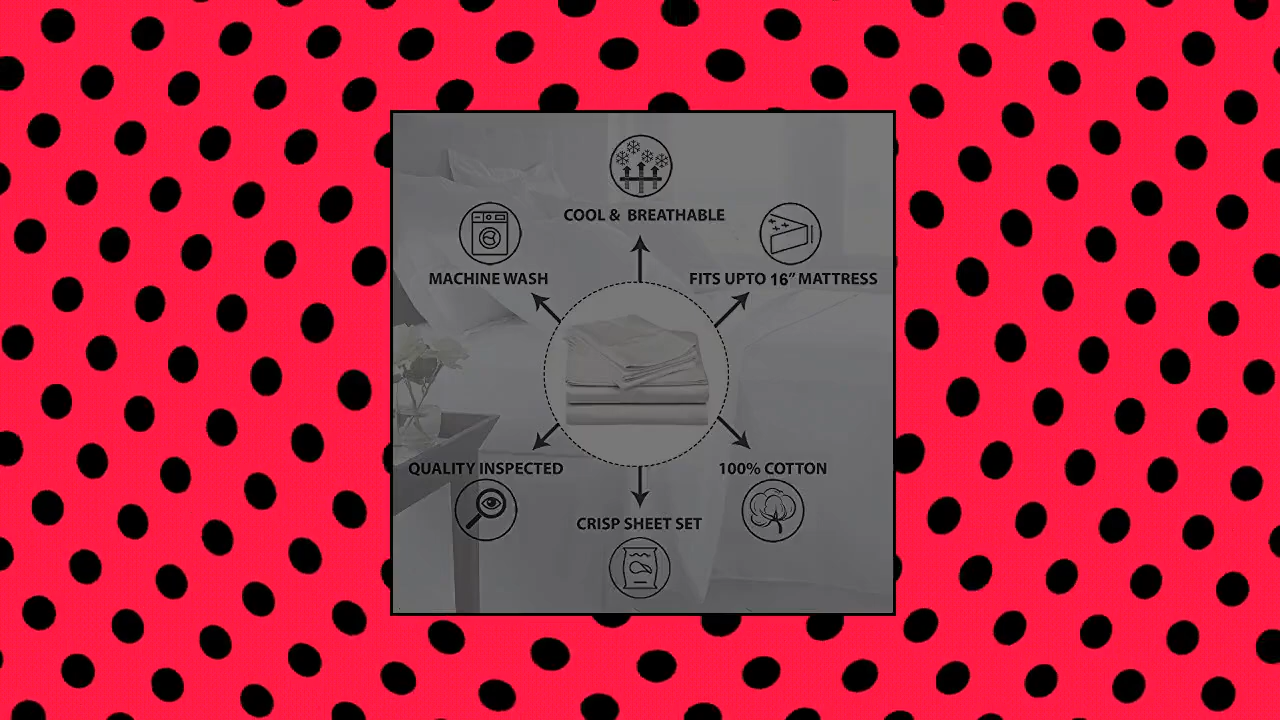 COOL & BREATHABLE
MACHINE WASH
FITS UPTO 16” MATTRESS
QUALITY INSPECTED
100% COTTON
CRISP SHEET SET